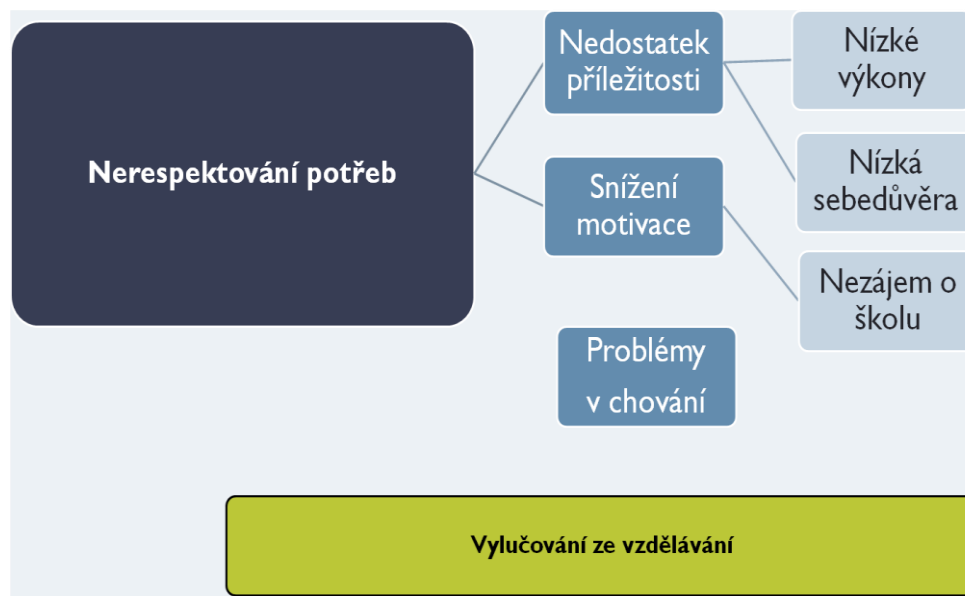 Nerespektování potřeb
Nedostatek
příležitosti
Nízké
výkony
Nízká
sebedůvěra
Snížení
motivace
Nezájem o
školu
Problémy
v chování
Vylučování ze vzdělávání